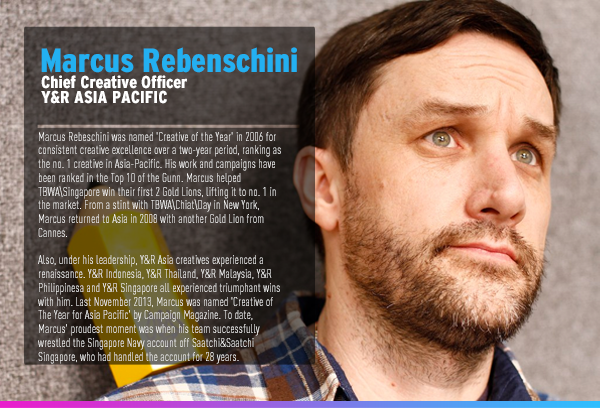 Marcus Rebenschini
Chief Creative Officer
Y&R ASIA PACIFIC
Marcus Rebeschini was named 'Creative of the Year' in 2006 for
consistent creative excellence over a two-year period, ranking as
the no. 1 creative in Asia-Pacific. His work and campaigns have
been ranked in the Top 10 of the Gunn. Marcus helped
TBWA\Singapore win their first 2 Gold Lions, lifting it to no. 1 in
the market. From a stint with TBWA\Chiat\Day in New York,
Marcus returned to Asia in 2008 with another Gold Lion from
Cannes.
Also, under his leadership, Y&R Asia creatives experienced a
renaissance. Y&R Indonesia, Y&R Thailand, Y&R Malaysia, Y&R
Philippinesa and Y&R Singapore all experienced triumphant wins
with him. Last November 2013, Marcus was named 'Creative of
The Year for Asia Pacific' by Campaign Magazine. To date,
Marcus' proudest moment was when his team successfully
wrestled the Singapore Navy account off Saatchi&Saatchi
Singapore, who had handled the account for 28 years.